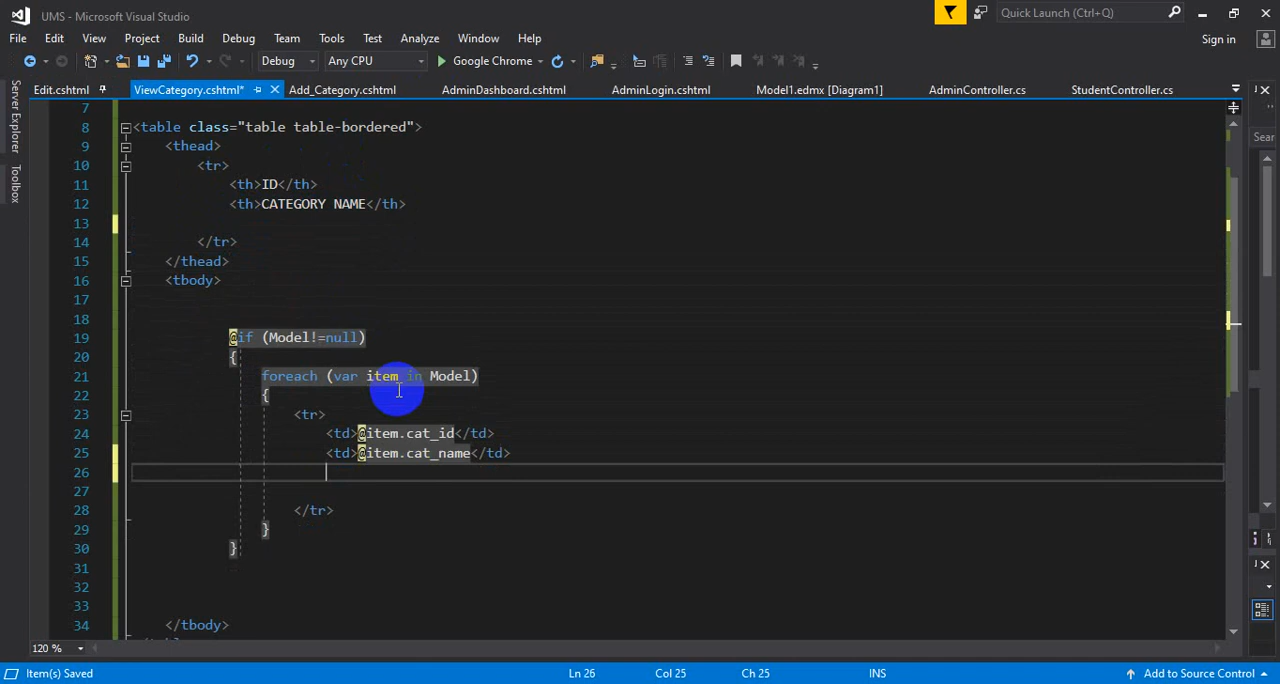 UMS - Microsoft Visual Studio
Quick Launch (Ctrl+Q)
File Edit View Project Build Debug Team Tools Test Analyze Window Help
Sign in
Debug Any CPU Google Chrome
Edit.cshtml ViewCategory.cshtml* Add_Category.cshtml AdminDashboard.cshtml AdminLogin.cshtml Model1.edmx [Diagram1] AdminController.cs StudentController.cs
Server Explorer
Toolbox
Sear
7
8 <table class="table table-bordered">
9 <thead>
10 <tr>
11 <th>ID</th>
12 <th>CATEGORY NAME</th>
13
14 </tr>
15 </thead>
16 <tbody>
17
18
19 @if (Model!=null)
20 {
21 foreach (var item in Model)
22 {
23 <tr>
24 <td>@item.cat_id</td>
25 <td>@item.cat_name</td>
26
27
28 </tr>
29 }
30 }
31
32
33
34 </tbody>
120 %
Item(s) Saved Ln 26 Col 25 Ch 25 INS Add to Source Control